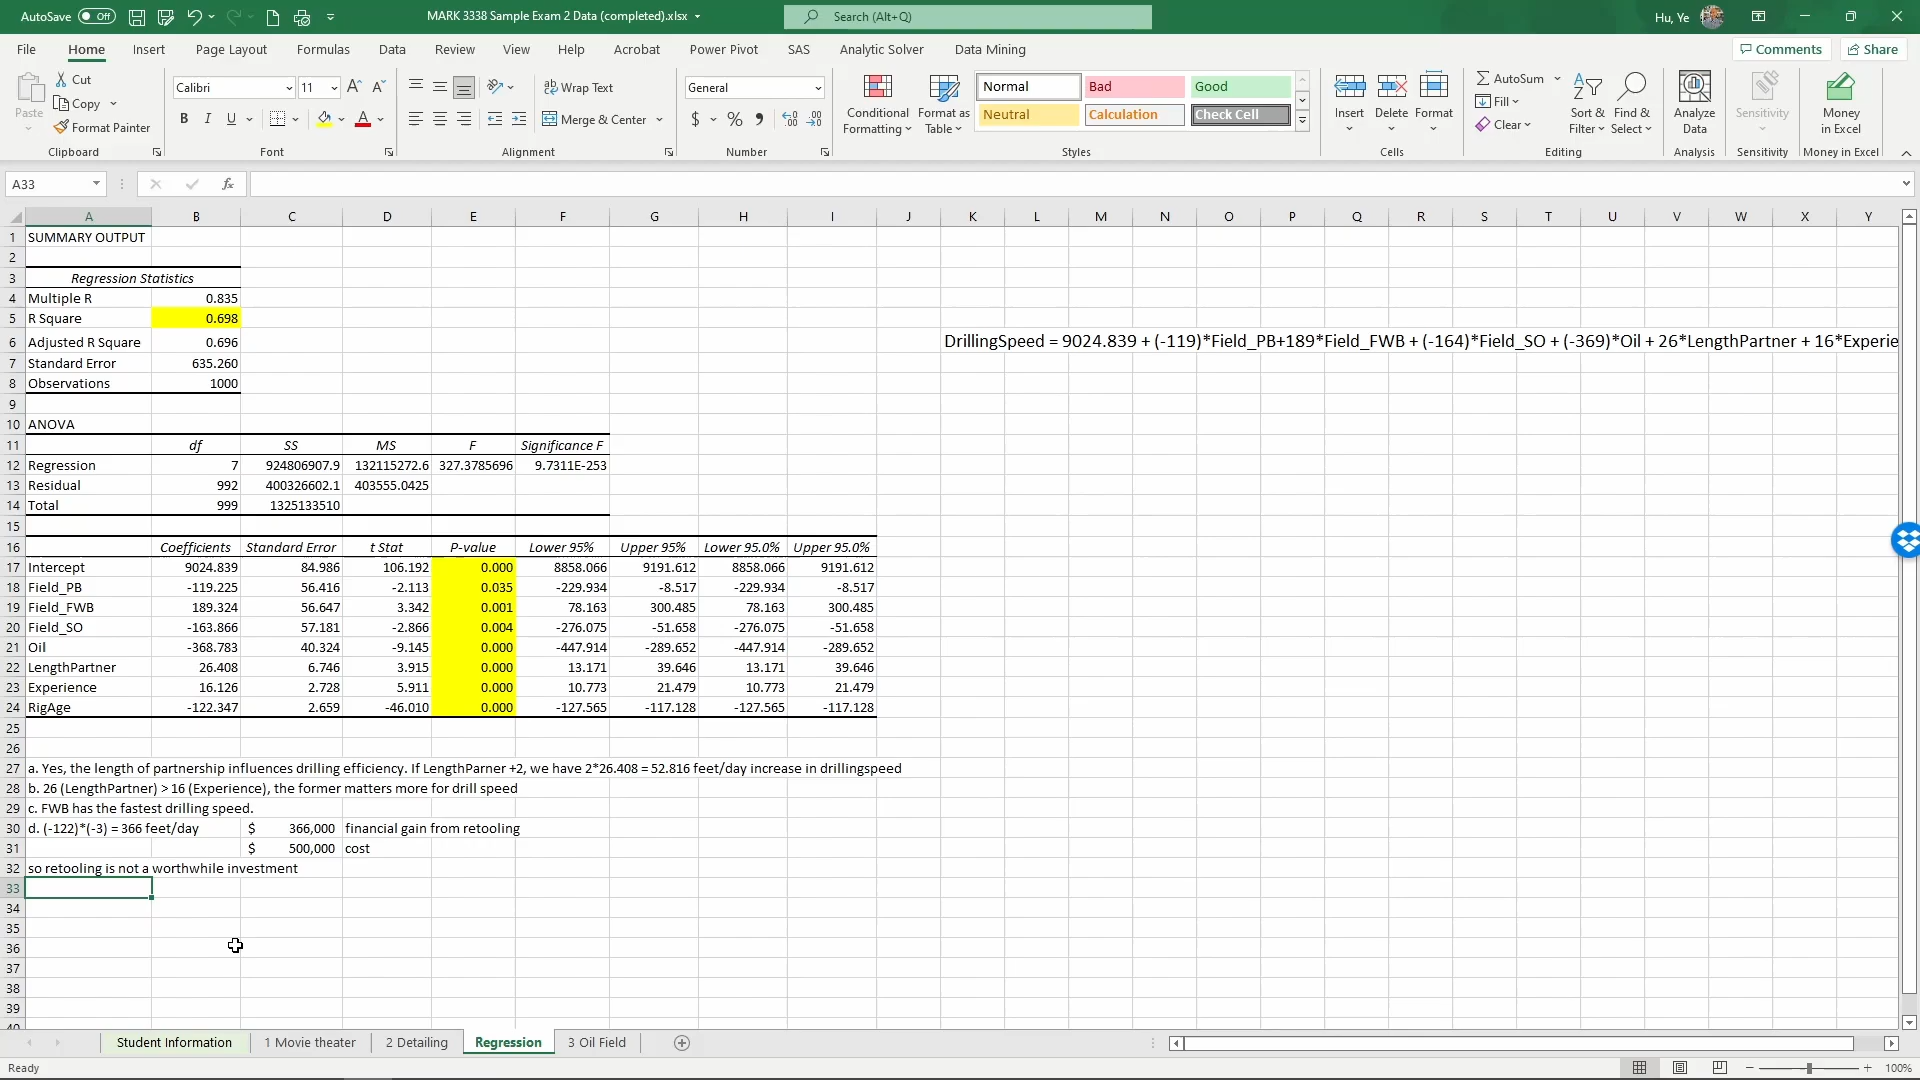 AutoSave Off MARK 3338 Sample Exam 2 Data (completed).xlsx Search (Alt+Q) Hu, Ye
File Home Insert Page Layout Formulas Data Review View Help Acrobat Power Pivot SAS Analytic Solver Data Mining Comments Share
Paste Cut Copy Format Painter Clipboard
Calibri 11 B I U A Font
Wrap Text Merge & Center Alignment
General $ % Number
Conditional Formatting Format as Table Normal Bad Good Neutral Calculation Check Cell Styles
Insert Delete Format Cells
AutoSum Fill Clear Sort & Filter Find & Select Editing
Analyze Data Analysis
Sensitivity Sensitivity
Money in Excel Money in Excel
A33 fx
A B C D E F G H I J K L M N O P Q R S T U V W X Y
1 SUMMARY OUTPUT
2
3 Regression Statistics
4 Multiple R 0.835
5 R Square 0.698
6 Adjusted R Square 0.696 DrillingSpeed = 9024.839 + (-119)*Field_PB+189*Field_FWB + (-164)*Field_SO + (-369)*Oil + 26*LengthPartner + 16*Experie
7 Standard Error 635.260
8 Observations 1000
9
10 ANOVA
11 df SS MS F Significance F
12 Regression 7 924806907.9 132115272.6 327.3785696 9.7311E-253
13 Residual 992 400326602.1 403555.0425
14 Total 999 1325133510
15
16 Coefficients Standard Error t Stat P-value Lower 95% Upper 95% Lower 95.0% Upper 95.0%
17 Intercept 9024.839 84.986 106.192 0.000 8858.066 9191.612 8858.066 9191.612
18 Field_PB -119.225 56.416 -2.113 0.035 -229.934 -8.517 -229.934 -8.517
19 Field_FWB 189.324 56.647 3.342 0.001 78.163 300.485 78.163 300.485
20 Field_SO -163.866 57.181 -2.866 0.004 -276.075 -51.658 -276.075 -51.658
21 Oil -368.783 40.324 -9.145 0.000 -447.914 -289.652 -447.914 -289.652
22 LengthPartner 26.408 6.746 3.915 0.000 13.171 39.646 13.171 39.646
23 Experience 16.126 2.728 5.911 0.000 10.773 21.479 10.773 21.479
24 RigAge -122.347 2.659 -46.010 0.000 -127.565 -117.128 -127.565 -117.128
25
26
27 a. Yes, the length of partnership influences drilling efficiency. If LengthParner +2, we have 2*26.408 = 52.816 feet/day increase in drillingspeed
28 b. 26 (LengthPartner) > 16 (Experience), the former matters more for drill speed
29 c. FWB has the fastest drilling speed.
30 d. (-122)*(-3) = 366 feet/day $ 366,000 financial gain from retooling
31 $ 500,000 cost
32 so retooling is not a worthwhile investment
33
34
35
36
37
38
39
40
Student Information 1 Movie theater 2 Detailing Regression 3 Oil Field
Ready 100%